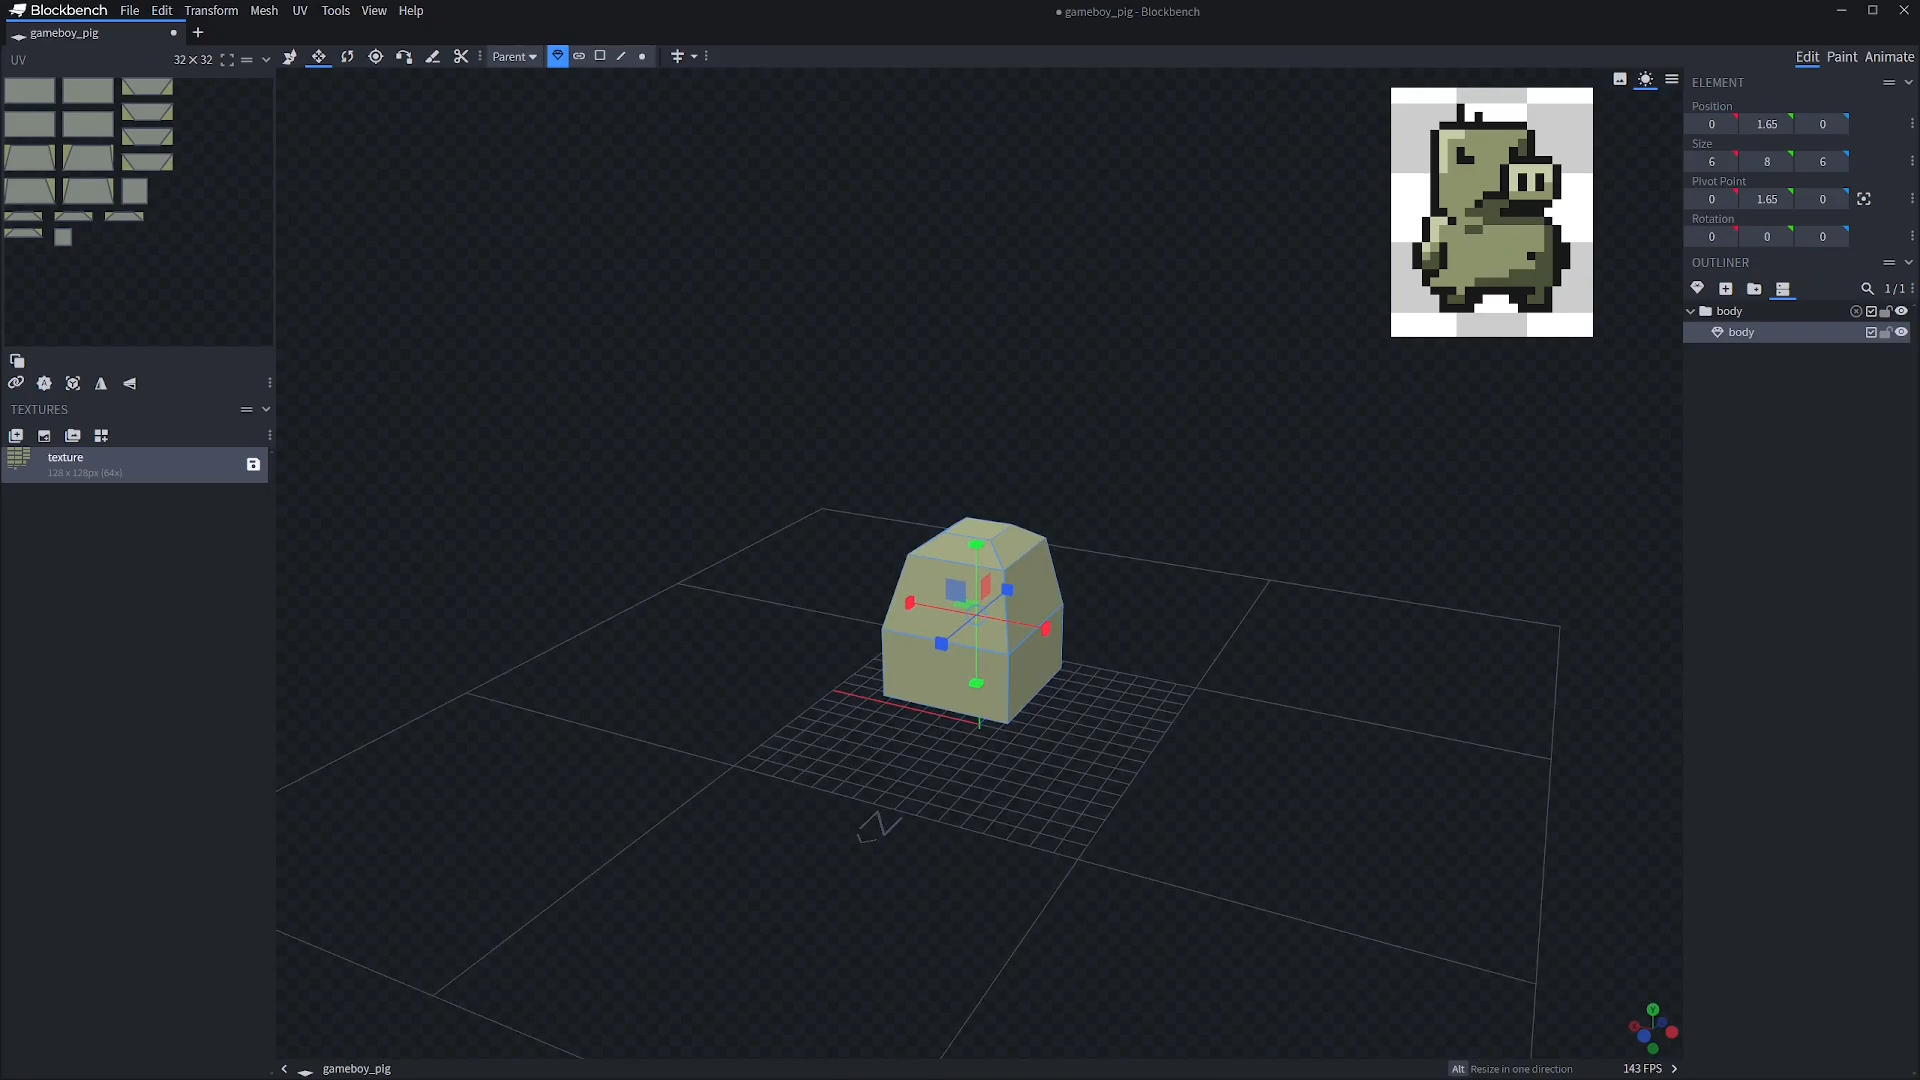 Blockbench File Edit Transform Mesh UV Tools View Help
● gameboy_pig - Blockbench
gameboy_pig
UV 32×32
Parent
Edit Paint Animate
ELEMENT
Position
0 1.65 0
Size
6 8 6
Pivot Point
0 1.65 0
Rotation
0 0 0
OUTLINER
1/1
body
body
TEXTURES
texture
128 x 128px (64x)
N
gameboy_pig
Alt Resize in one direction
143 FPS
Y